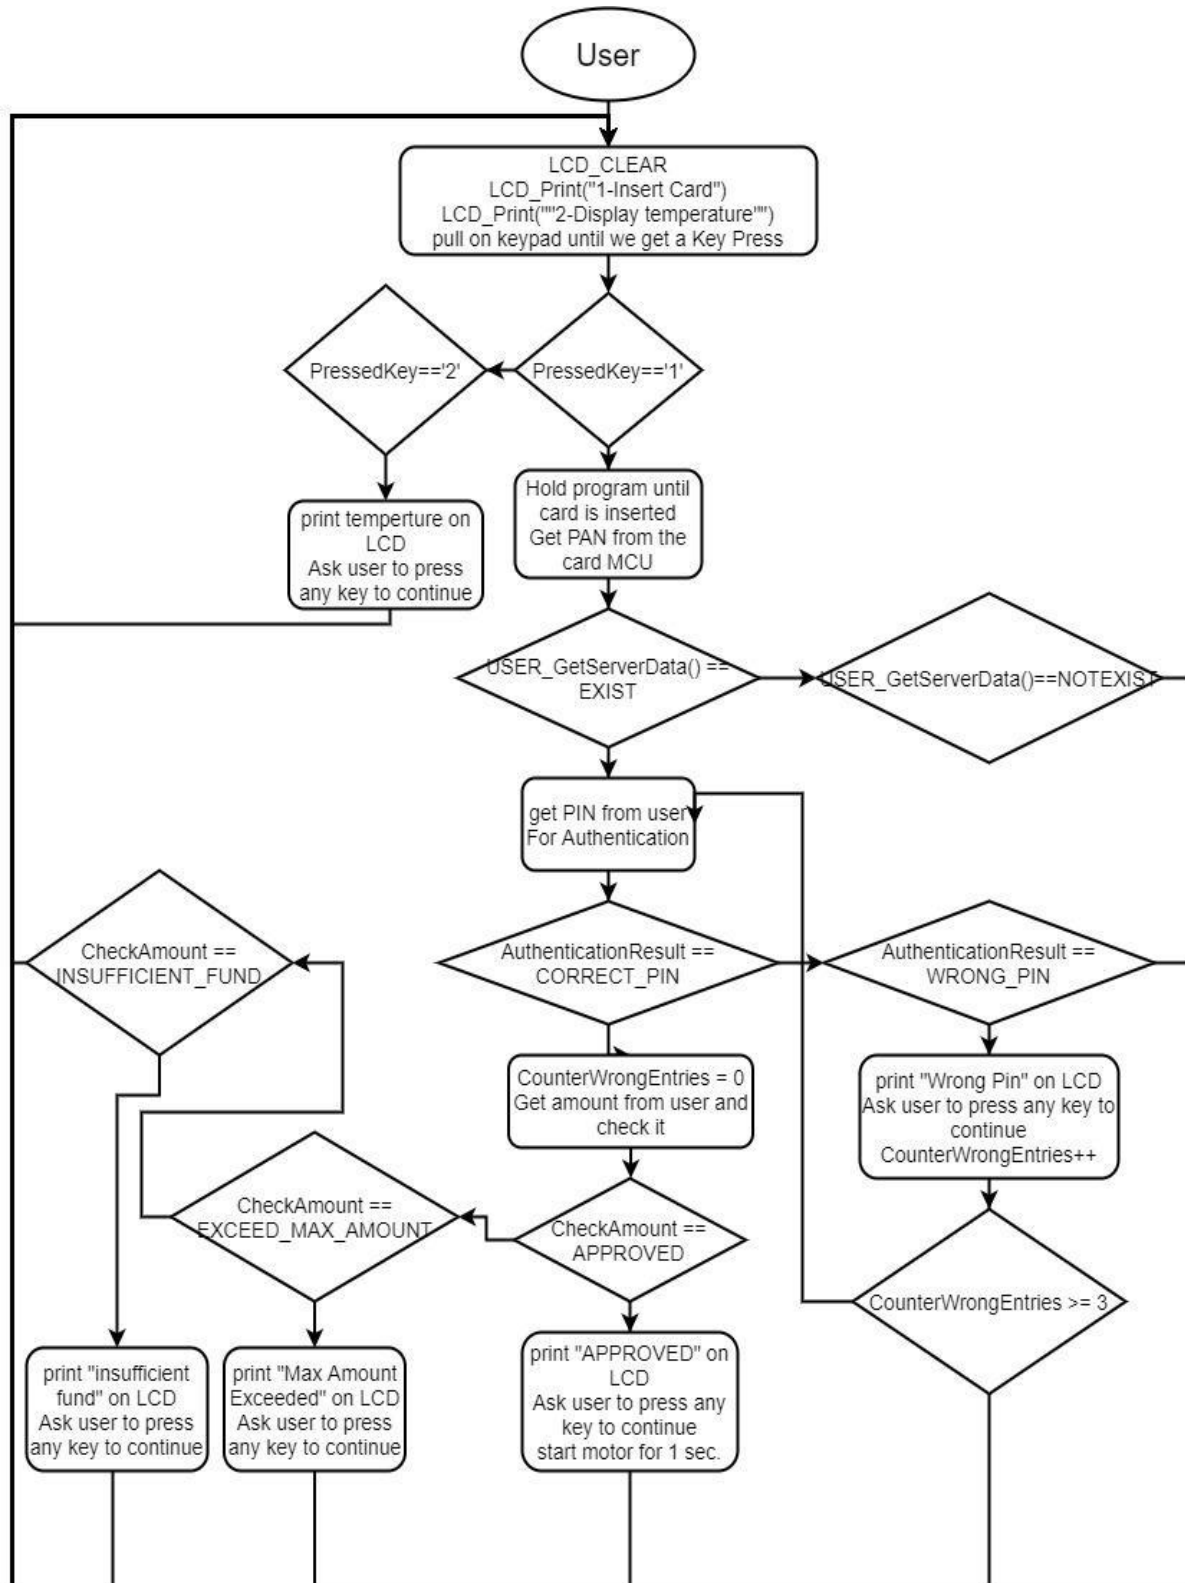 User
LCD_CLEAR
LCD_Print("1-Insert Card")
LCD_Print(""2-Display temperature"")
pull on keypad until we get a Key Press
PressedKey=='2'
PressedKey=='1'
print temperture on
LCD
Ask user to press
any key to continue
Hold program until
card is inserted
Get PAN from the
card MCU
USER_GetServerData() ==
EXIST
USER_GetServerData()==NOTEXIST
get PIN from user
For Authentication
CheckAmount ==
INSUFFICIENT_FUND
AuthenticationResult ==
CORRECT_PIN
AuthenticationResult ==
WRONG_PIN
CounterWrongEntries = 0
Get amount from user and
check it
print "Wrong Pin" on LCD
Ask user to press any key to
continue
CounterWrongEntries++
CheckAmount ==
EXCEED_MAX_AMOUNT
CheckAmount ==
APPROVED
CounterWrongEntries >= 3
print "insufficient
fund" on LCD
Ask user to press
any key to continue
print "Max Amount
Exceeded" on LCD
Ask user to press
any key to continue
print "APPROVED" on
LCD
Ask user to press any
key to continue
start motor for 1 sec.